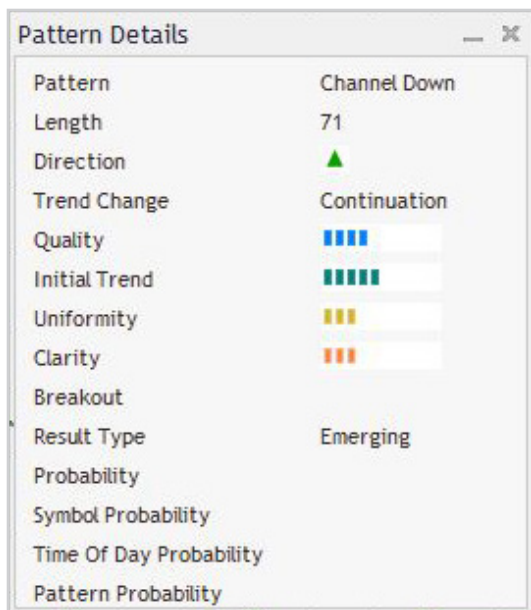 Pattern Details
Pattern Channel Down
Length 71
Direction
Trend Change Continuation
Quality
Initial Trend
Uniformity
Clarity
Breakout
Result Type Emerging
Probability
Symbol Probability
Time Of Day Probability
Pattern Probability